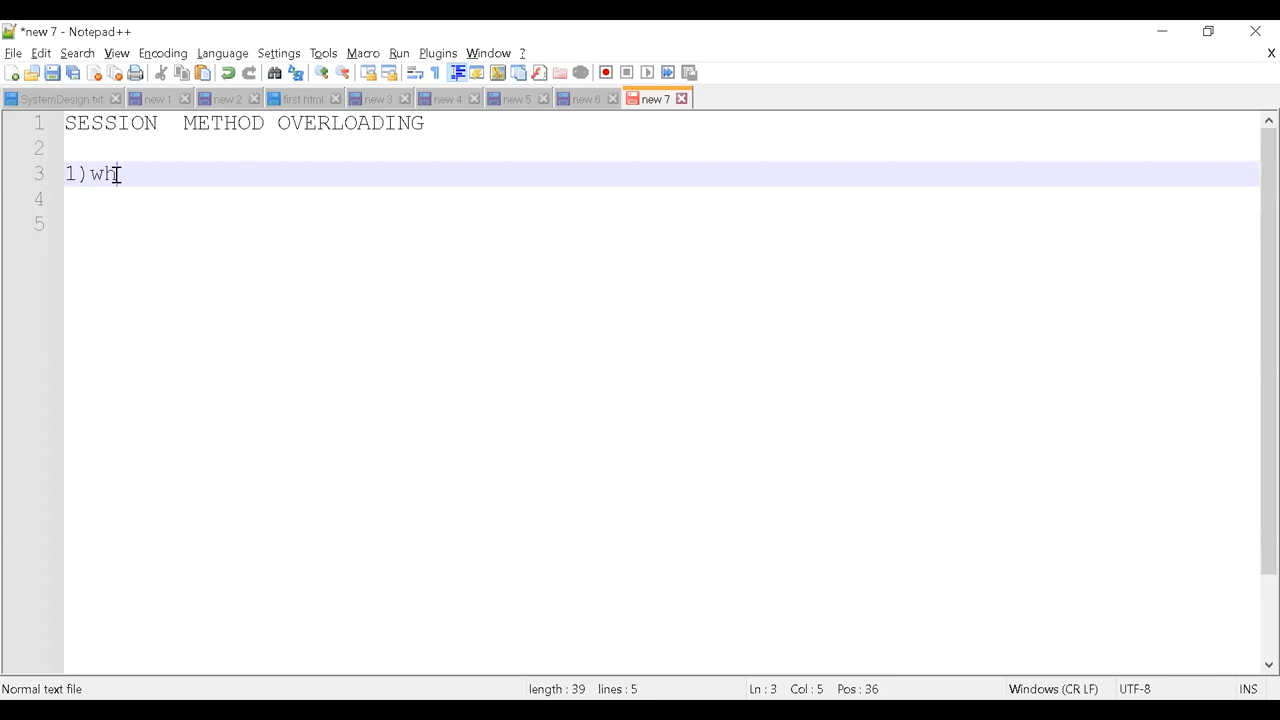 *new 7 - Notepad++
File Edit Search View Encoding Language Settings Tools Macro Run Plugins Window ? X
SystemDesign.txt new 1 new 2 first.html new 3 new 4 new 5 new 6 new 7
1 SESSION  METHOD OVERLOADING
2
3 1)wh
4
5
Normal text file length : 39 lines : 5 Ln : 3 Col : 5 Pos : 36 Windows (CR LF) UTF-8 INS